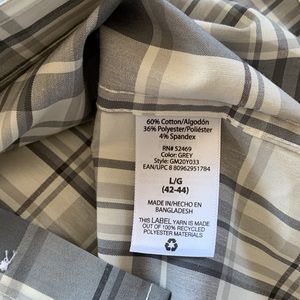 60% Cotton/Algodón
36% Polyester/Poliéster
4% Spandex
RN# 52469
Color: GREY
Style: GM20Y033
EAN/UPC 8 80962951784
L/G
(42-44)
MADE IN/HECHO EN
BANGLADESH
THIS LABEL YARN IS MADE
OUT OF 100% RECYCLED
POLYESTER MATERIALS